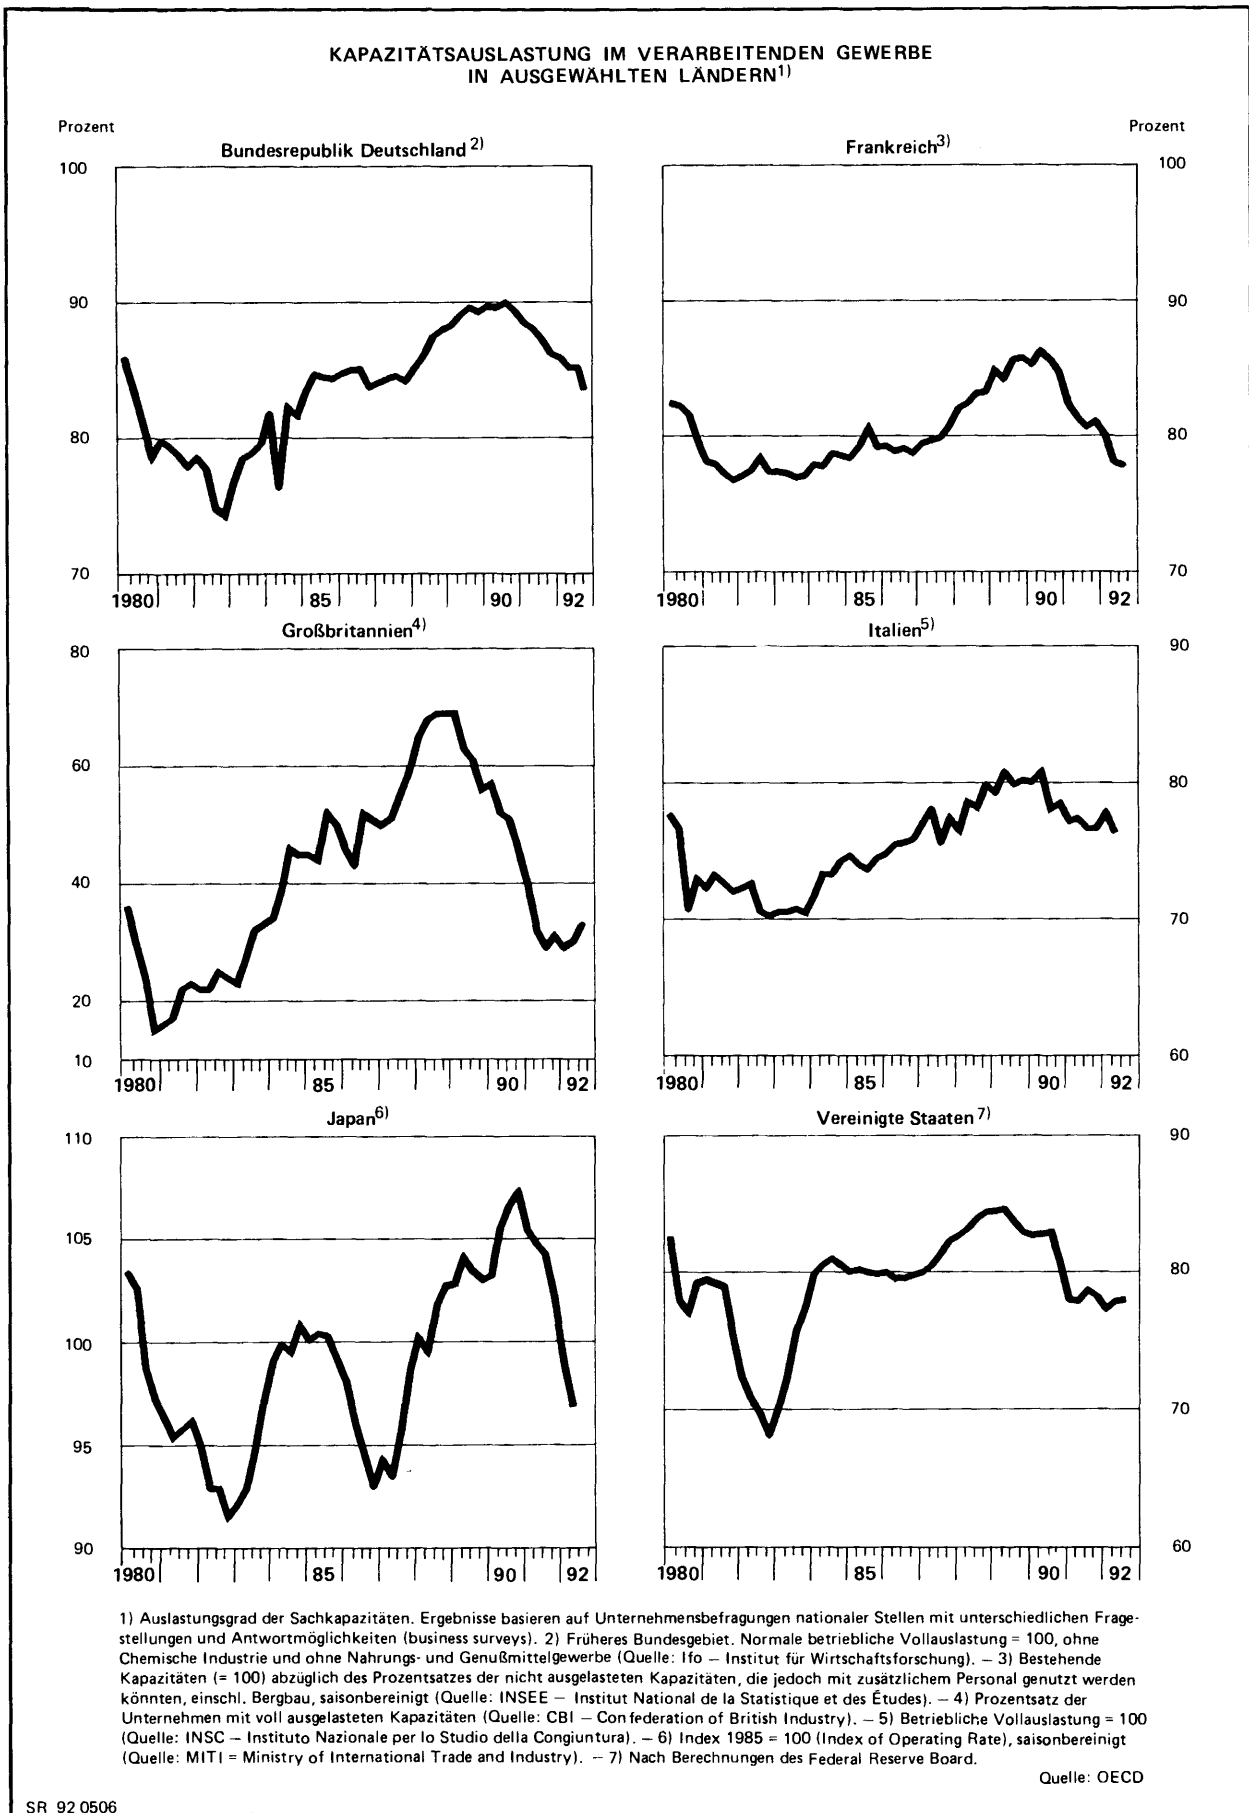 KAPAZITÄTSAUSLASTUNG IM VERARBEITENDEN GEWERBE
IN AUSGEWÄHLTEN LÄNDERN1)
Prozent
Prozent
Bundesrepublik Deutschland 2)
100
90
80
70
1980 85 90 92
Frankreich3)
100
90
80
70
1980 85 90 92
Großbritannien4)
80
60
40
20
10
1980 85 90 92
Italien5)
90
80
70
60
1980 85 90 92
Japan6)
110
105
100
95
90
1980 85 90 92
Vereinigte Staaten 7)
90
80
70
60
1980 85 90 92
1) Auslastungsgrad der Sachkapazitäten. Ergebnisse basieren auf Unternehmensbefragungen nationaler Stellen mit unterschiedlichen Frage-
stellungen und Antwortmöglichkeiten (business surveys). 2) Früheres Bundesgebiet. Normale betriebliche Vollauslastung = 100, ohne
Chemische Industrie und ohne Nahrungs- und Genußmittelgewerbe (Quelle: Ifo – Institut für Wirtschaftsforschung). – 3) Bestehende
Kapazitäten (= 100) abzüglich des Prozentsatzes der nicht ausgelasteten Kapazitäten, die jedoch mit zusätzlichem Personal genutzt werden
könnten, einschl. Bergbau, saisonbereinigt (Quelle: INSEE – Institut National de la Statistique et des Études). – 4) Prozentsatz der
Unternehmen mit voll ausgelasteten Kapazitäten (Quelle: CBI – Confederation of British Industry). – 5) Betriebliche Vollauslastung = 100
(Quelle: INSC – Instituto Nazionale per lo Studio della Congiuntura). – 6) Index 1985 = 100 (Index of Operating Rate), saisonbereinigt
(Quelle: MITI = Ministry of International Trade and Industry). – 7) Nach Berechnungen des Federal Reserve Board.
Quelle: OECD
SR 92 0506